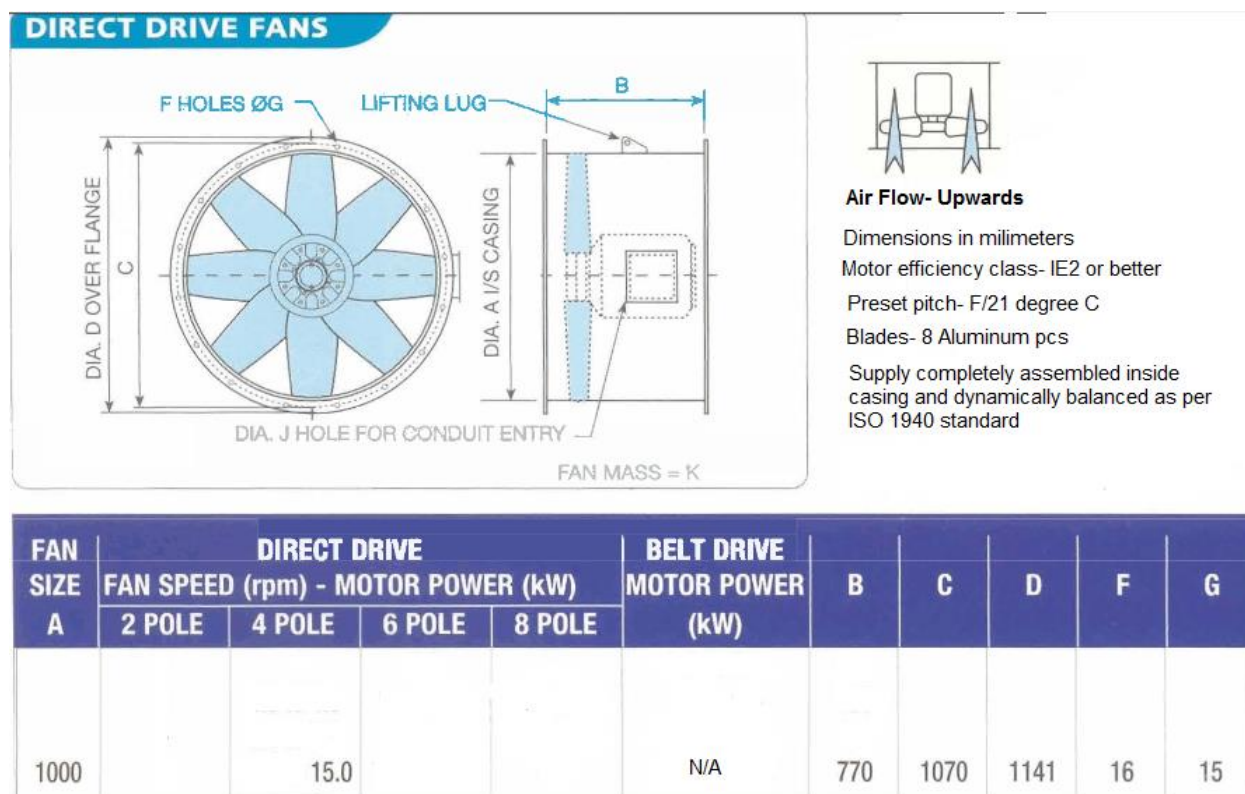 DIRECT DRIVE FANS
F HOLES ØG
LIFTING LUG
B
DIA. D OVER FLANGE
C
DIA. A I/S CASING
DIA. J HOLE FOR CONDUIT ENTRY
FAN MASS = K
Air Flow- Upwards
Dimensions in milimeters
Motor efficiency class- IE2 or better
Preset pitch- F/21 degree C
Blades- 8 Aluminum pcs
Supply completely assembled inside
casing and dynamically balanced as per
ISO 1940 standard
FAN SIZE A
DIRECT DRIVE
FAN SPEED (rpm) - MOTOR POWER (kW)
2 POLE 4 POLE 6 POLE 8 POLE
BELT DRIVE
MOTOR POWER
(kW)
B C D F G
1000 15.0 N/A 770 1070 1141 16 15